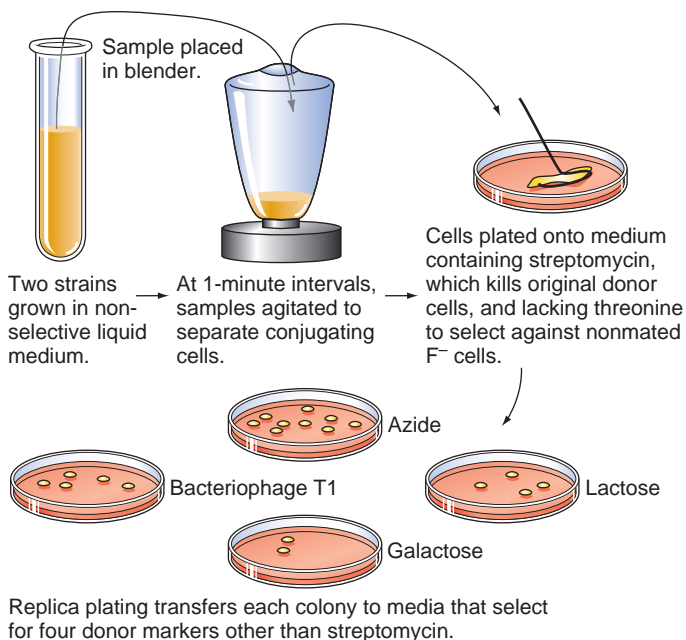 Sample placed
in blender.
Two strains
grown in non-
selective liquid
medium.
At 1-minute intervals,
samples agitated to
separate conjugating
cells.
Cells plated onto medium
containing streptomycin,
which kills original donor
cells, and lacking threonine
to select against nonmated
F– cells.
Azide
Bacteriophage T1
Lactose
Galactose
Replica plating transfers each colony to media that select
for four donor markers other than streptomycin.